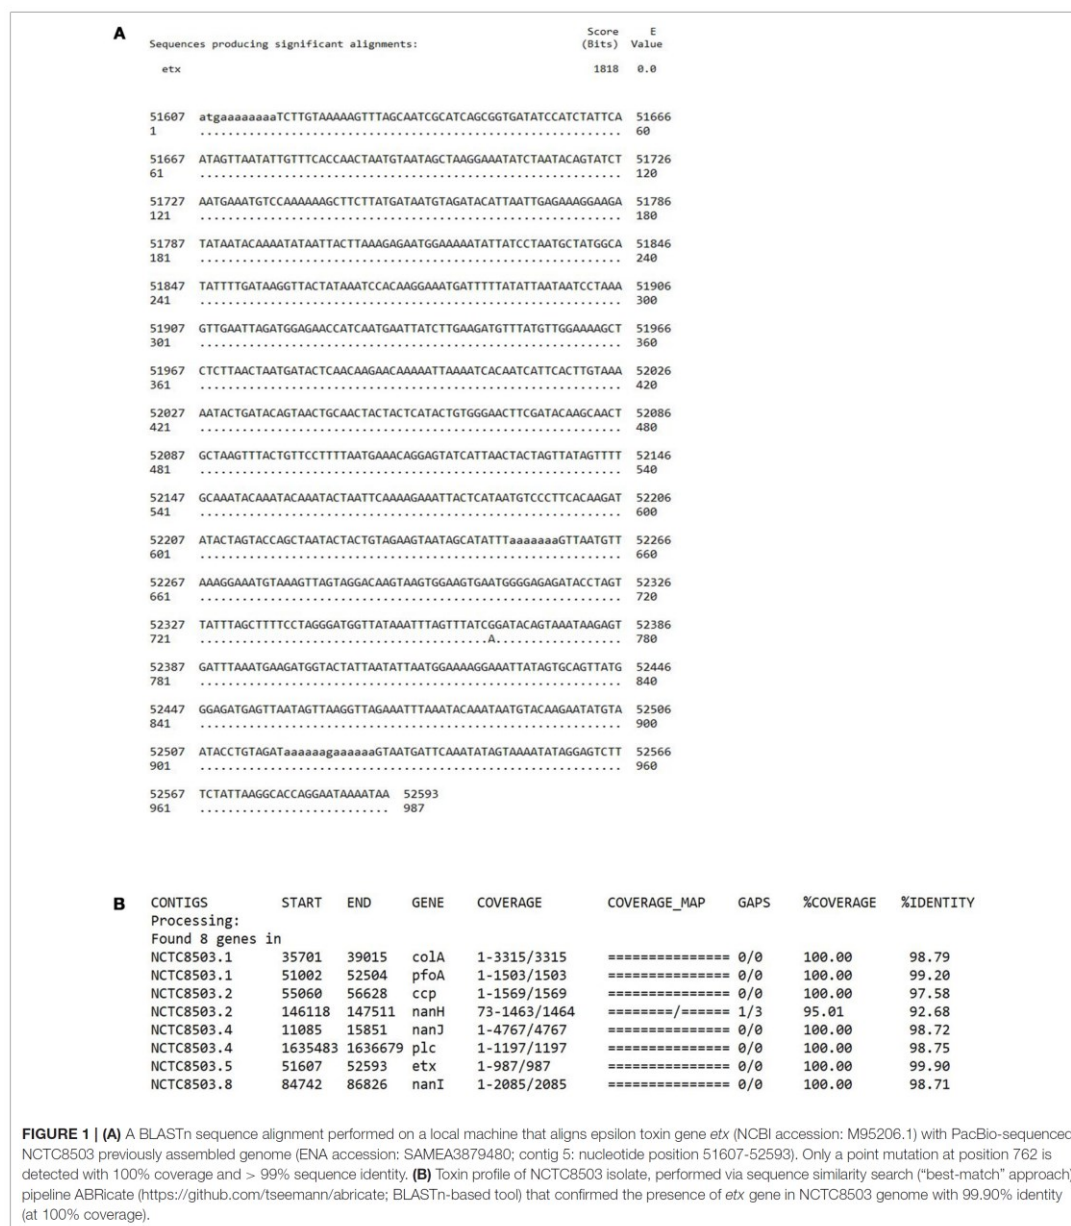 A
Score E
Sequences producing significant alignments: (Bits) Value
etx 1818 0.0
51607 atgaaaaaaaaTCTTGTAAAAAGTTTAGCAATCGCATCAGCGGTGATATCCATCTATTCA 51666
1 ............................................................ 60
51667 ATAGTTAATATTGTTTCACCAACTAATGTAATAGCTAAGGAAATATCTAATACAGTATCT 51726
61 ............................................................ 120
51727 AATGAAATGTCCAAAAAAGCTTCTTATGATAATGTAGATACATTAATTGAGAAAGGAAGA 51786
121 ............................................................ 180
51787 TATAATACAAAATATAATTACTTAAAGAGAATGGAAAAATATTATCCTAATGCTATGGCA 51846
181 ............................................................ 240
51847 TATTTTGATAAGGTTACTATAAATCCACAAGGAAATGATTTTTATATTAATAATCCTAAA 51906
241 ............................................................ 300
51907 GTTGAATTAGATGGAGAACCATCAATGAATTATCTTGAAGATGTTTATGTTGGAAAAGCT 51966
301 ............................................................ 360
51967 CTCTTAACTAATGATACTCAACAAGAACAAAAATTAAAATCACAATCATTCACTTGTAAA 52026
361 ............................................................ 420
52027 AATACTGATACAGTAACTGCAACTACTACTCATACTGTGGGAACTTCGATACAAGCAACT 52086
421 ............................................................ 480
52087 GCTAAGTTTACTGTTCCTTTTAATGAAACAGGAGTATCATTAACTACTAGTTATAGTTTT 52146
481 ............................................................ 540
52147 GCAAATACAAATACAAATACTAATTCAAAAGAAATTACTCATAATGTCCCTTCACAAGAT 52206
541 ............................................................ 600
52207 ATACTAGTACCAGCTAATACTACTGTAGAAGTAATAGCATATTTaaaaaaaGTTAATGTT 52266
601 ............................................................ 660
52267 AAAGGAAATGTAAAGTTAGTAGGACAAGTAAGTGGAAGTGAATGGGGAGAGATACCTAGT 52326
661 ............................................................ 720
52327 TATTTAGCTTTTCCTAGGGATGGTTATAAATTTAGTTTATCGGATACAGTAAATAAGAGT 52386
721 .........................................A.................. 780
52387 GATTTAAATGAAGATGGTACTATTAATATTAATGGAAAAGGAAATTATAGTGCAGTTATG 52446
781 ............................................................ 840
52447 GGAGATGAGTTAATAGTTAAGGTTAGAAATTTAAATACAAATAATGTACAAGAATATGTA 52506
841 ............................................................ 900
52507 ATACCTGTAGATaaaaaagaaaaaaGTAATGATTCAAATATAGTAAAATATAGGAGTCTT 52566
901 ............................................................ 960
52567 TCTATTAAGGCACCAGGAATAAAATAA 52593
961 ........................... 987
B
CONTIGS START END GENE COVERAGE COVERAGE_MAP GAPS %COVERAGE %IDENTITY
Processing:
Found 8 genes in
NCTC8503.1 35701 39015 colA 1-3315/3315 =============== 0/0 100.00 98.79
NCTC8503.1 51002 52504 pfoA 1-1503/1503 =============== 0/0 100.00 99.20
NCTC8503.2 55060 56628 ccp 1-1569/1569 =============== 0/0 100.00 97.58
NCTC8503.2 146118 147511 nanH 73-1463/1464 ========/====== 1/3 95.01 92.68
NCTC8503.4 11085 15851 nanJ 1-4767/4767 =============== 0/0 100.00 98.72
NCTC8503.4 1635483 1636679 plc 1-1197/1197 =============== 0/0 100.00 98.75
NCTC8503.5 51607 52593 etx 1-987/987 =============== 0/0 100.00 99.90
NCTC8503.8 84742 86826 nanI 1-2085/2085 =============== 0/0 100.00 98.71
FIGURE 1 | (A) A BLASTn sequence alignment performed on a local machine that aligns epsilon toxin gene etx (NCBI accession: M95206.1) with PacBio-sequenced
NCTC8503 previously assembled genome (ENA accession: SAMEA3879480; contig 5: nucleotide position 51607-52593). Only a point mutation at position 762 is
detected with 100% coverage and > 99% sequence identity. (B) Toxin profile of NCTC8503 isolate, performed via sequence similarity search ("best-match" approach)
pipeline ABRicate (https://github.com/tseemann/abricate; BLASTn-based tool) that confirmed the presence of etx gene in NCTC8503 genome with 99.90% identity
(at 100% coverage).